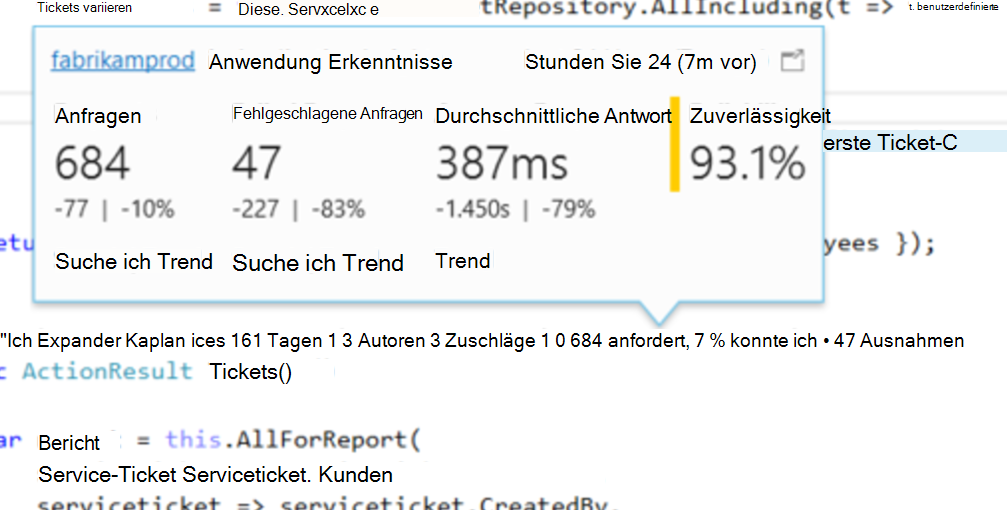 Tickets variieren = Diese. Servxcelxc e tRepository.AllIncluding(t => t. benutzerdefinierte
fabrikamprod Anwendung Erkenntnisse Stunden Sie 24 (7m vor)
Anfragen Fehlgeschlagene Anfragen Durchschnittliche Antwort Zuverlässigkeit
erste Ticket-C
684 47 387ms 93.1%
-77 | -10% -227 | -83% -1.450s | -79%
etu yees });
Suche ich Trend Suche ich Trend Trend
"Ich Expander Kaplan ices 161 Tagen 1 3 Autoren 3 Zuschläge 1 0 684 anfordert, 7 % konnte ich • 47 Ausnahmen
c ActionResult Tickets()
ar Bericht = this.AllForReport(
Service-Ticket Serviceticket. Kunden
serviceticket => serviceticket.CreatedBy.